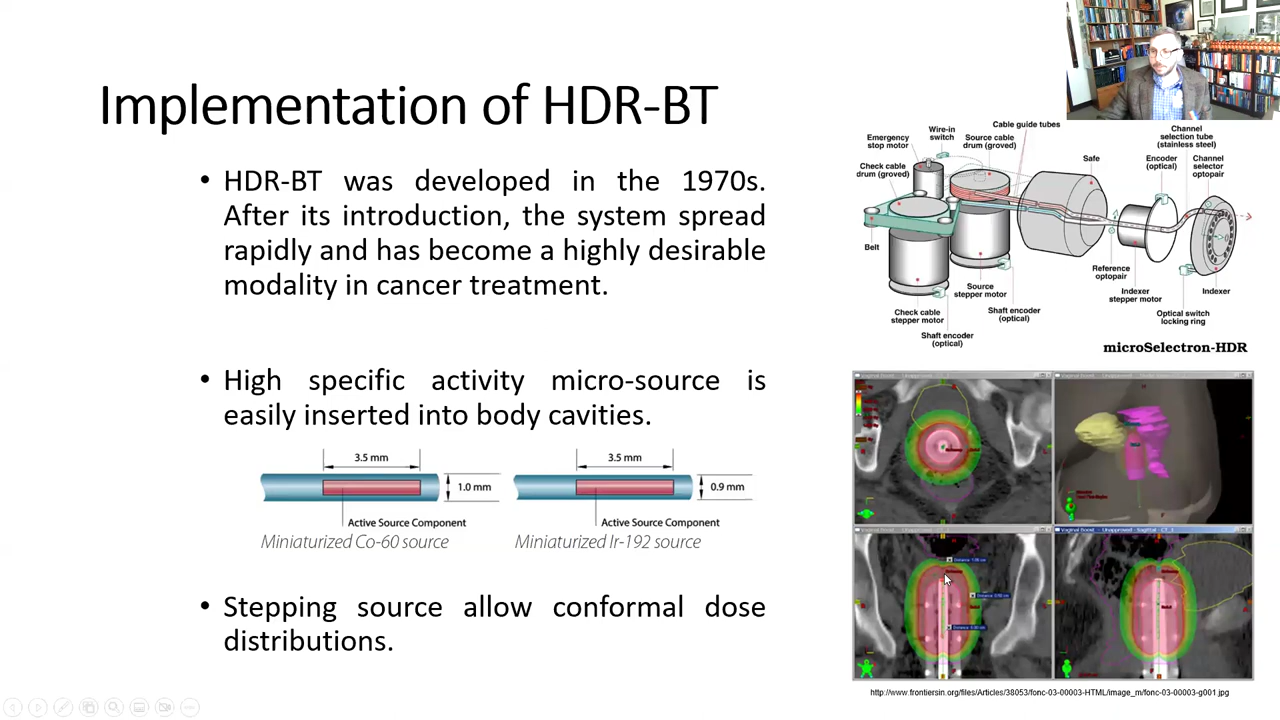 Implementation of HDR-BT
• HDR-BT was developed in the 1970s.
After its introduction, the system spread
rapidly and has become a highly desirable
modality in cancer treatment.
• High specific activity micro-source is
easily inserted into body cavities.
3.5 mm
1.0 mm
Active Source Component
Miniaturized Co-60 source
3.5 mm
0.9 mm
Active Source Component
Miniaturized Ir-192 source
• Stepping source allow conformal dose
distributions.
Emergency
stop motor
Wire-in
switch
Source cable
drum (groved)
Cable guide tubes
Check cable
drum (groved)
Safe
Encoder
(optical)
Channel
selection tube
(stainless steel)
Channel
selector
optopair
Belt
Check cable
stepper motor
Shaft encoder
(optical)
Source
stepper motor
Shaft encoder
(optical)
Reference
optopair
Indexer
stepper motor
Optical switch
locking ring
Indexer
microSelectron-HDR
http://www.frontiersin.org/files/Articles/38053/fonc-03-00003-HTML/image_m/fonc-03-00003-g001.jpg